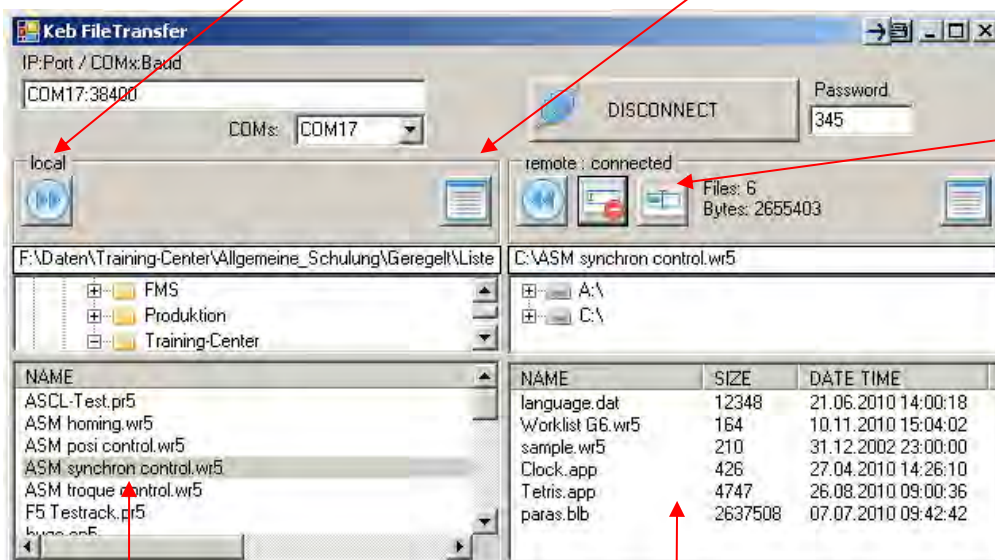 Keb FileTransfer
IP:Port / COMx:Baud
COM17:38400
COMs: COM17
DISCONNECT
Password
345
local
remote : connected
Files: 6
Bytes: 2655403
F:\Daten\Training-Center\Allgemeine_Schulung\Geregelt\Liste
FMS
Produktion
Training-Center
C:\ASM synchron control.wr5
A:\
C:\
NAME
ASCL-Test.pr5
ASM homing.wr5
ASM posi control.wr5
ASM synchron control.wr5
ASM troque control.wr5
F5 Testrack.pr5
NAME SIZE DATE TIME
language.dat 12348 21.06.2010 14:00:18
Worklist G6.wr5 164 10.11.2010 15:04:02
sample.wr5 210 31.12.2002 23:00:00
Clock.app 426 27.04.2010 14:26:10
Tetris.app 4747 26.08.2010 09:00:36
paras.blb 2637508 07.07.2010 09:42:42